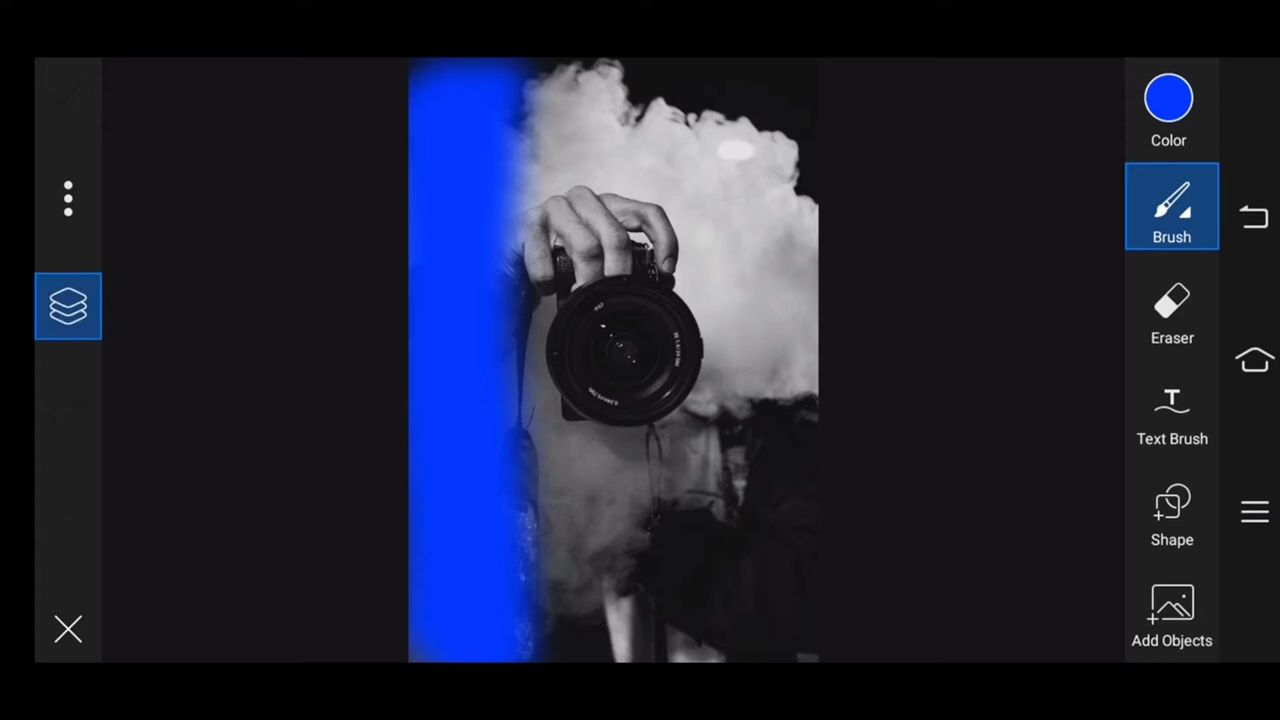 Color
Brush
Eraser
Text Brush
Shape
Add Objects